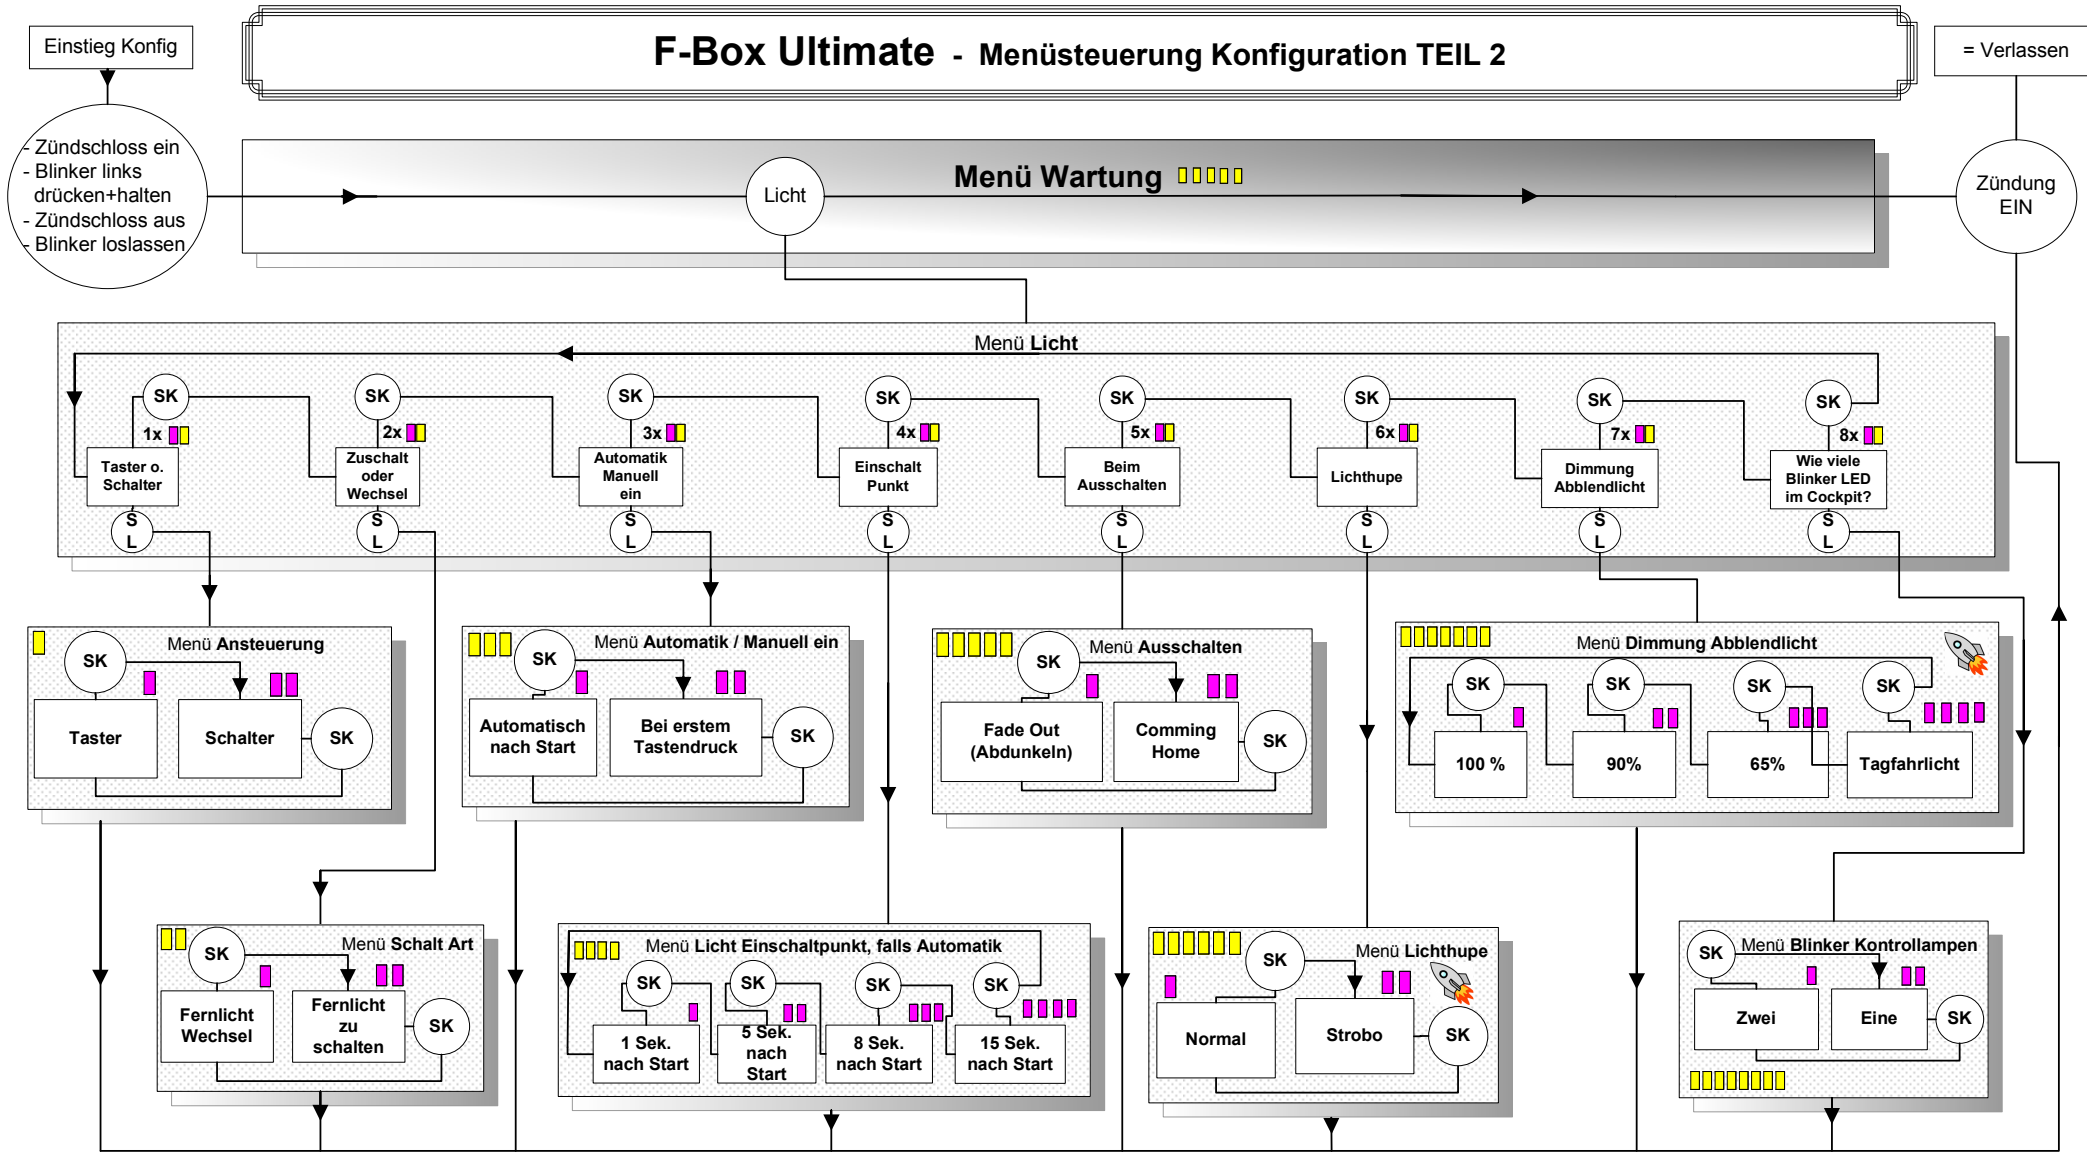 Einstieg Konfig
F-Box Ultimate - Menüsteuerung Konfiguration TEIL 2
= Verlassen
- Zündschloss ein
- Blinker links
drücken+halten
- Zündschloss aus
- Blinker loslassen
Licht
Menü Wartung
Zündung
EIN
Menü Licht
SK
SK
SK
SK
SK
SK
SK
SK
1x
2x
3x
4x
5x
6x
7x
8x
Taster o.
Schalter
Zuschalt
oder
Wechsel
Automatik
Manuell
ein
Einschalt
Punkt
Beim
Ausschalten
Lichthupe
Dimmung
Abblendlicht
Wie viele
Blinker LED
im Cockpit?
S
L
S
L
S
L
S
L
S
L
S
L
S
L
S
L
Menü Ansteuerung
SK
Taster
Schalter
SK
Menü Automatik / Manuell ein
SK
Automatisch
nach Start
Bei erstem
Tastendruck
SK
Menü Ausschalten
SK
Fade Out
(Abdunkeln)
Comming
Home
SK
Menü Dimmung Abblendlicht
SK
SK
SK
SK
100 %
90%
65%
Tagfahrlicht
Menü Schalt Art
SK
Fernlicht
Wechsel
Fernlicht
zu
schalten
SK
Menü Licht Einschaltpunkt, falls Automatik
SK
SK
SK
SK
1 Sek.
nach Start
5 Sek.
nach
Start
8 Sek.
nach Start
15 Sek.
nach Start
Menü Lichthupe
SK
Normal
Strobo
SK
Menü Blinker Kontrollampen
SK
Zwei
Eine
SK